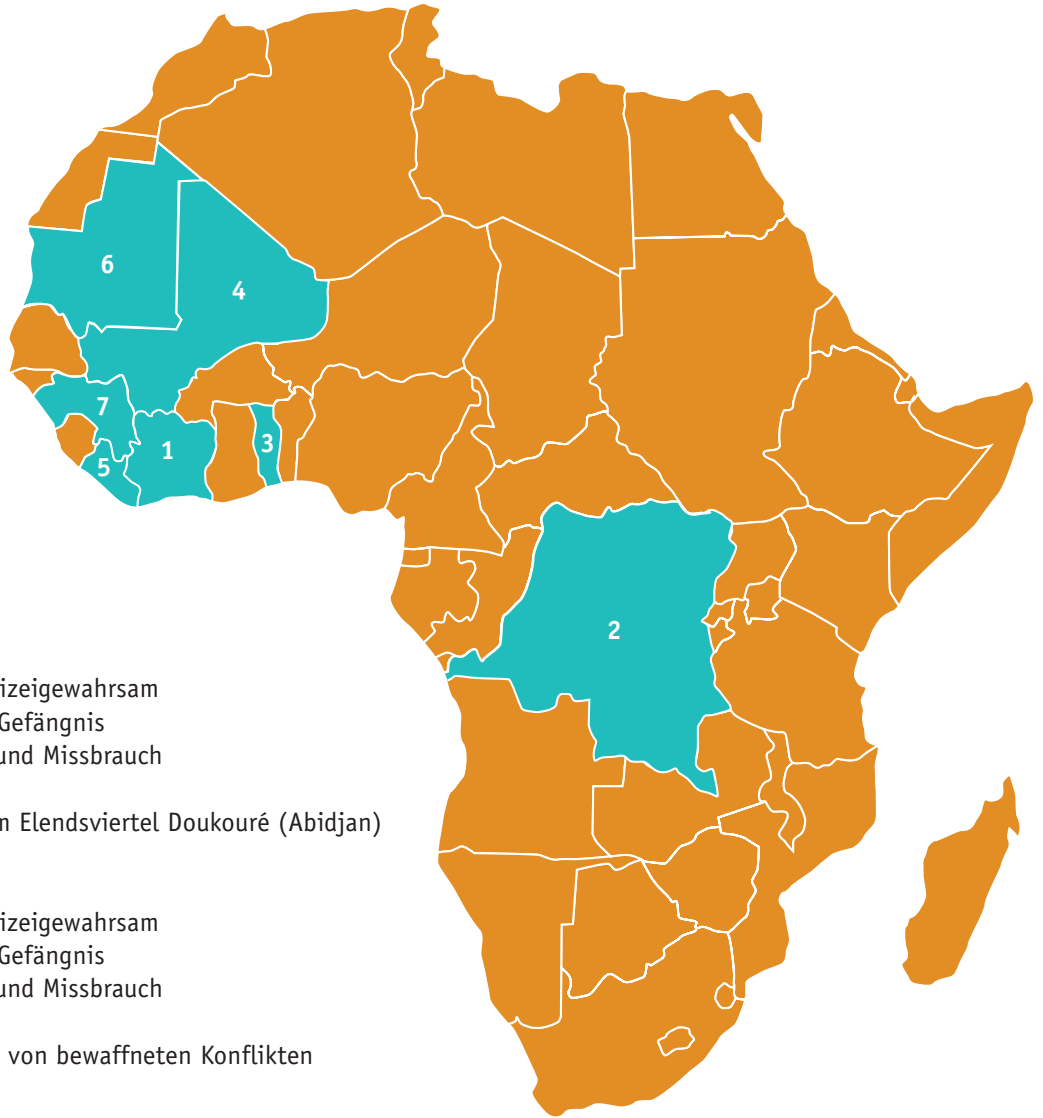 6
4
7
3
1
5
2
izeigewahrsam
Gefängnis
und Missbrauch
n Elendsviertel Doukouré (Abidjan)
izeigewahrsam
Gefängnis
und Missbrauch
von bewaffneten Konflikten